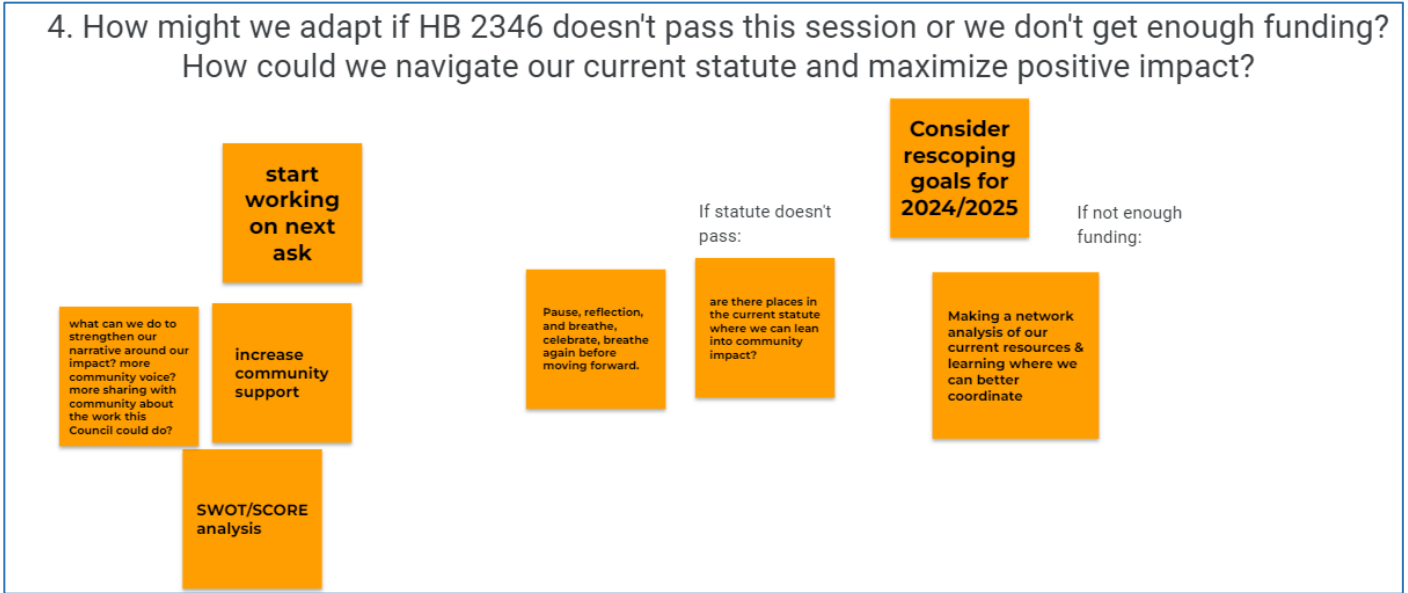 4. How might we adapt if HB 2346 doesn't pass this session or we don't get enough funding?
How could we navigate our current statute and maximize positive impact?
start
working
on next
ask
what can we do to
strengthen our
narrative around our
impact? more
community voice?
more sharing with
community about
the work this
Council could do?
increase
community
support
SWOT/SCORE
analysis
Pause, reflection,
and breathe,
celebrate, breathe
again before
moving forward.
If statute doesn't
pass:
are there places in
the current statute
where we can lean
into community
impact?
Consider
rescoping
goals for
2024/2025
If not enough
funding:
Making a network
analysis of our
current resources &
learning where we
can better
coordinate